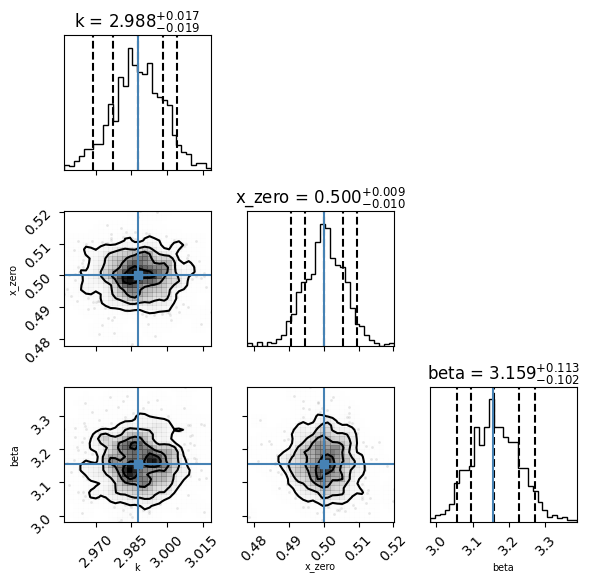 k = 2.988+0.017 −0.019
x_zero = 0.500+0.009 −0.010
0.52
0.51
0.50
0.49
0.48
x_zero
beta = 3.159+0.113 −0.102
3.3
3.2
3.1
3.0
beta
2.970
2.985
3.000
3.015
k
0.48
0.49
0.50
0.51
0.52
x_zero
3.0
3.1
3.2
3.3
beta